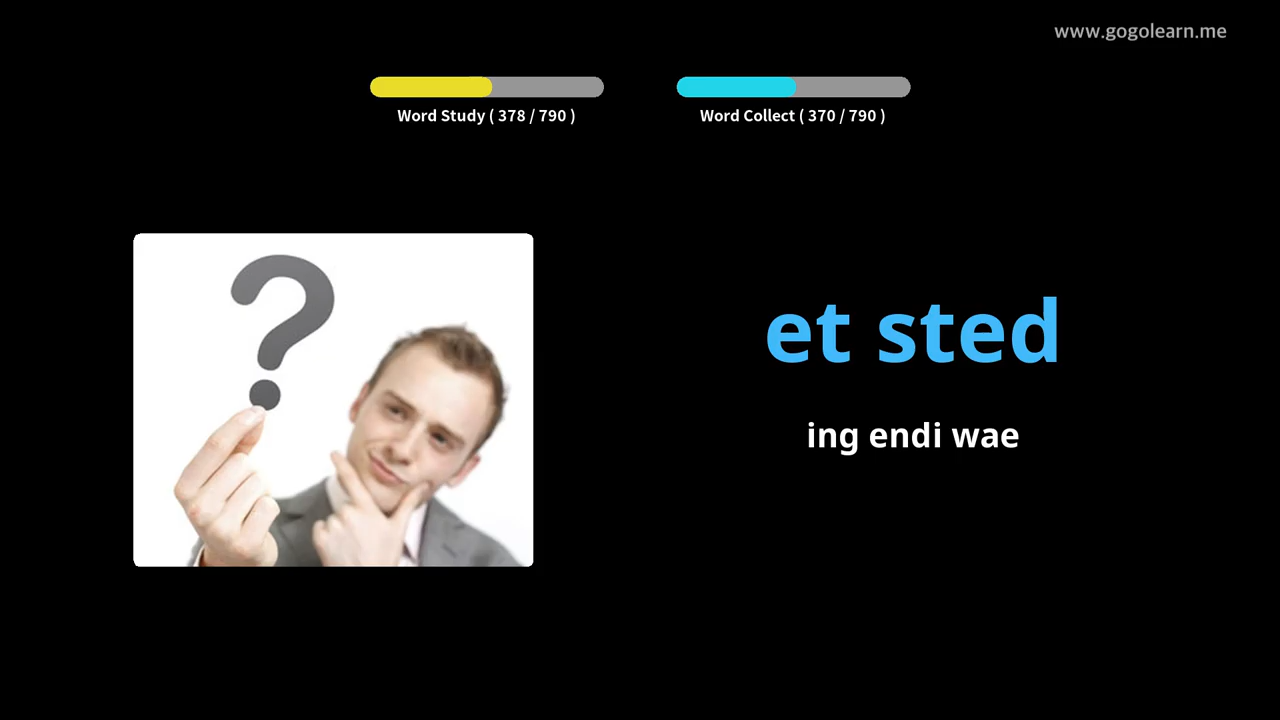 www.gogolearn.me
Word Study ( 378 / 790 )
Word Collect ( 370 / 790 )
et sted
ing endi wae